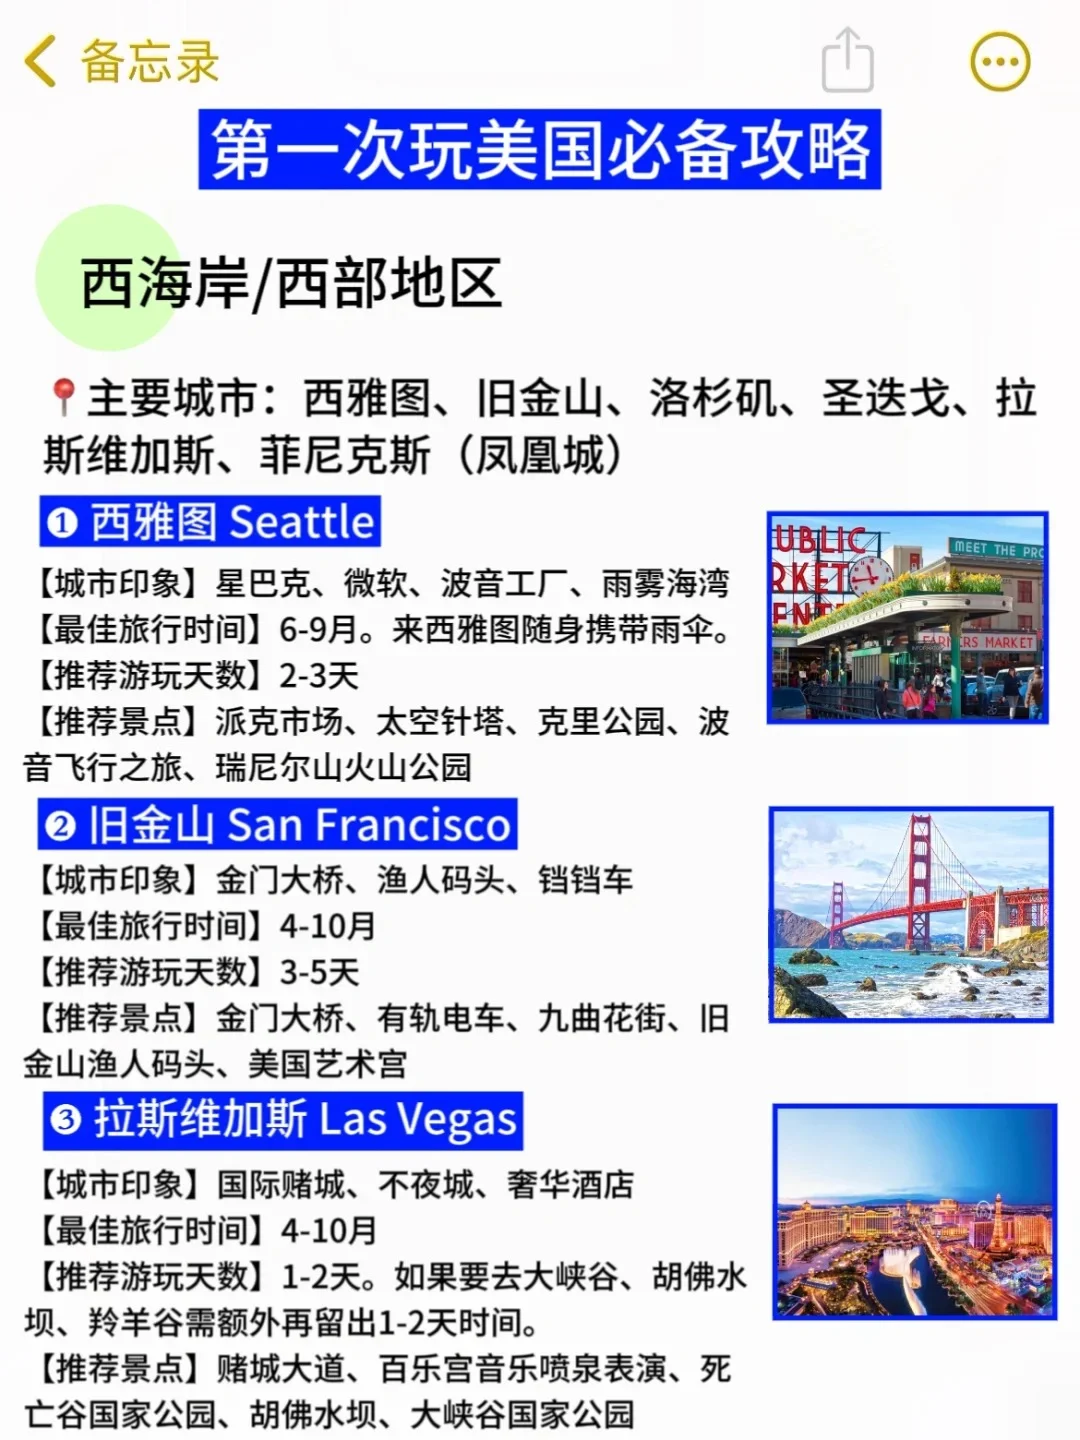 备忘录
第一次玩美国必备攻略
西海岸/西部地区
📍主要城市：西雅图、旧金山、洛杉矶、圣迭戈、拉
斯维加斯、菲尼克斯（凤凰城）
❶ 西雅图 Seattle
【城市印象】星巴克、微软、波音工厂、雨雾海湾
【最佳旅行时间】6-9月。来西雅图随身携带雨伞。
【推荐游玩天数】2-3天
【推荐景点】派克市场、太空针塔、克里公园、波
音飞行之旅、瑞尼尔山火山公园
UBLIC
RKET
ENT
MEET THE PRO
FARMERS MARKET
❷ 旧金山 San Francisco
【城市印象】金门大桥、渔人码头、铛铛车
【最佳旅行时间】4-10月
【推荐游玩天数】3-5天
【推荐景点】金门大桥、有轨电车、九曲花街、旧
金山渔人码头、美国艺术宫
❸ 拉斯维加斯 Las Vegas
【城市印象】国际赌城、不夜城、奢华酒店
【最佳旅行时间】4-10月
【推荐游玩天数】1-2天。如果要去大峡谷、胡佛水
坝、羚羊谷需额外再留出1-2天时间。
【推荐景点】赌城大道、百乐宫音乐喷泉表演、死
亡谷国家公园、胡佛水坝、大峡谷国家公园